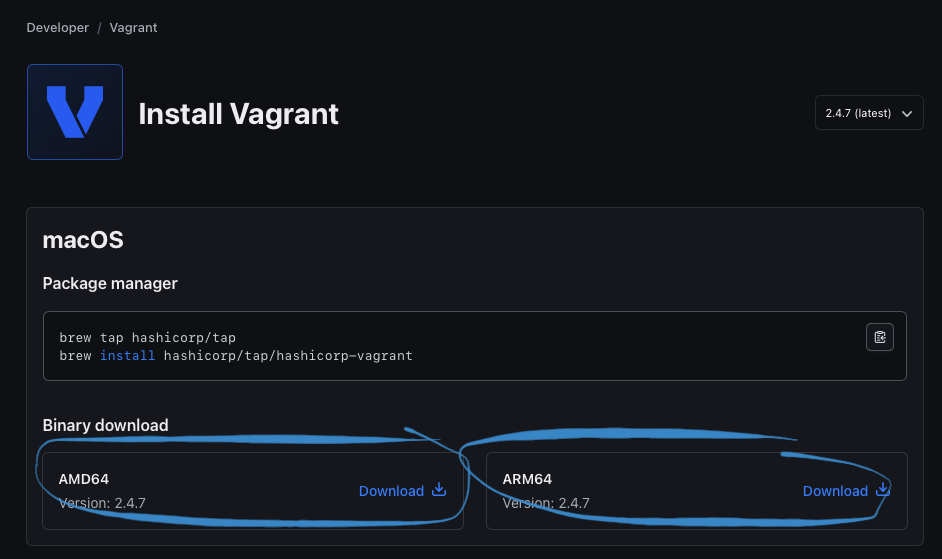 Developer / Vagrant
Install Vagrant
2.4.7 (latest)
macOS
Package manager
brew tap hashicorp/tap
brew install hashicorp/tap/hashicorp-vagrant
Binary download
AMD64
Version: 2.4.7
Download
ARM64
Version: 2.4.7
Download